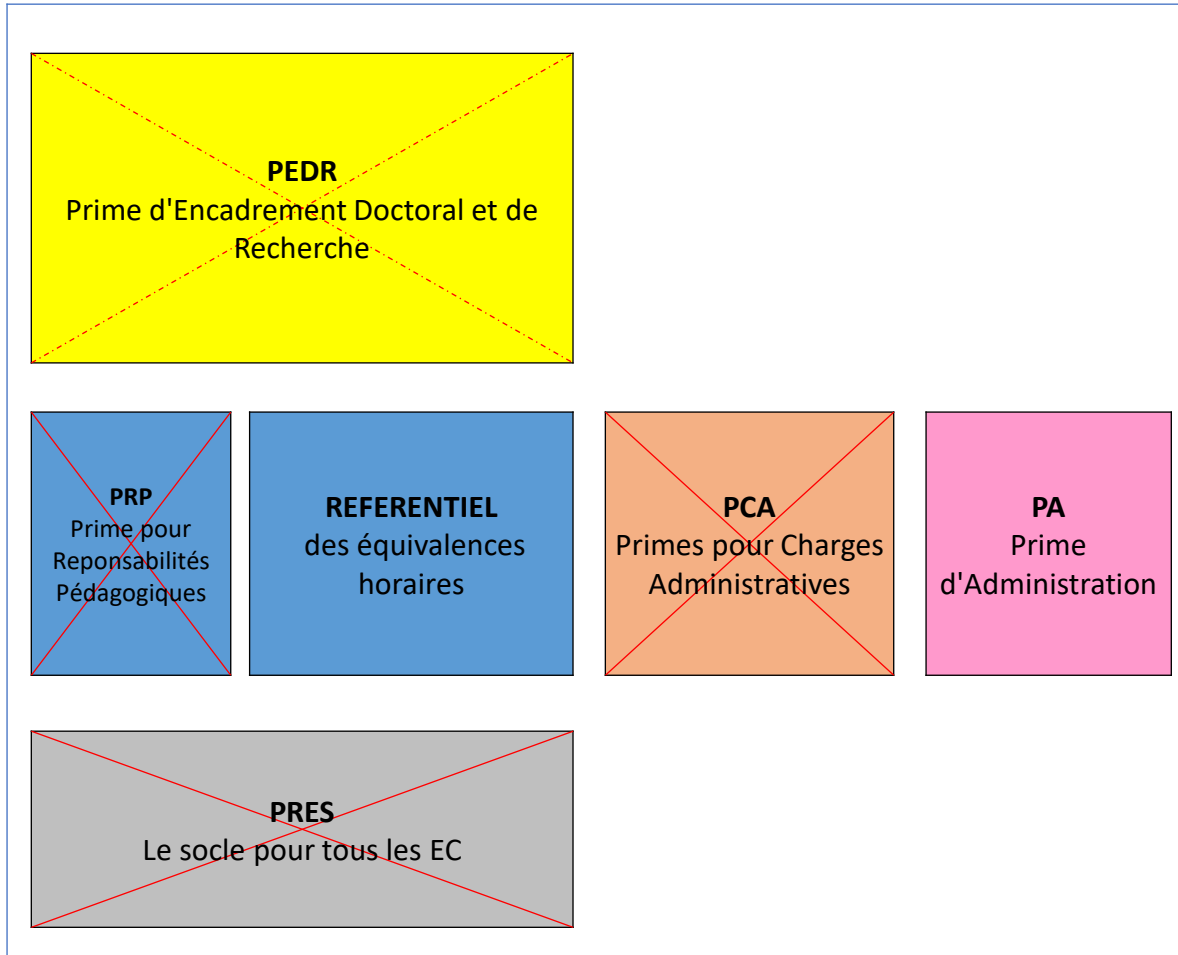 PEDR
Prime d'Encadrement Doctoral et de
Recherche
PRP
Prime pour
Reponsabilités
Pédagogiques
REFERENTIEL
des équivalences
horaires
PCA
Primes pour Charges
Administratives
PA
Prime
d'Administration
PRES
Le socle pour tous les EC